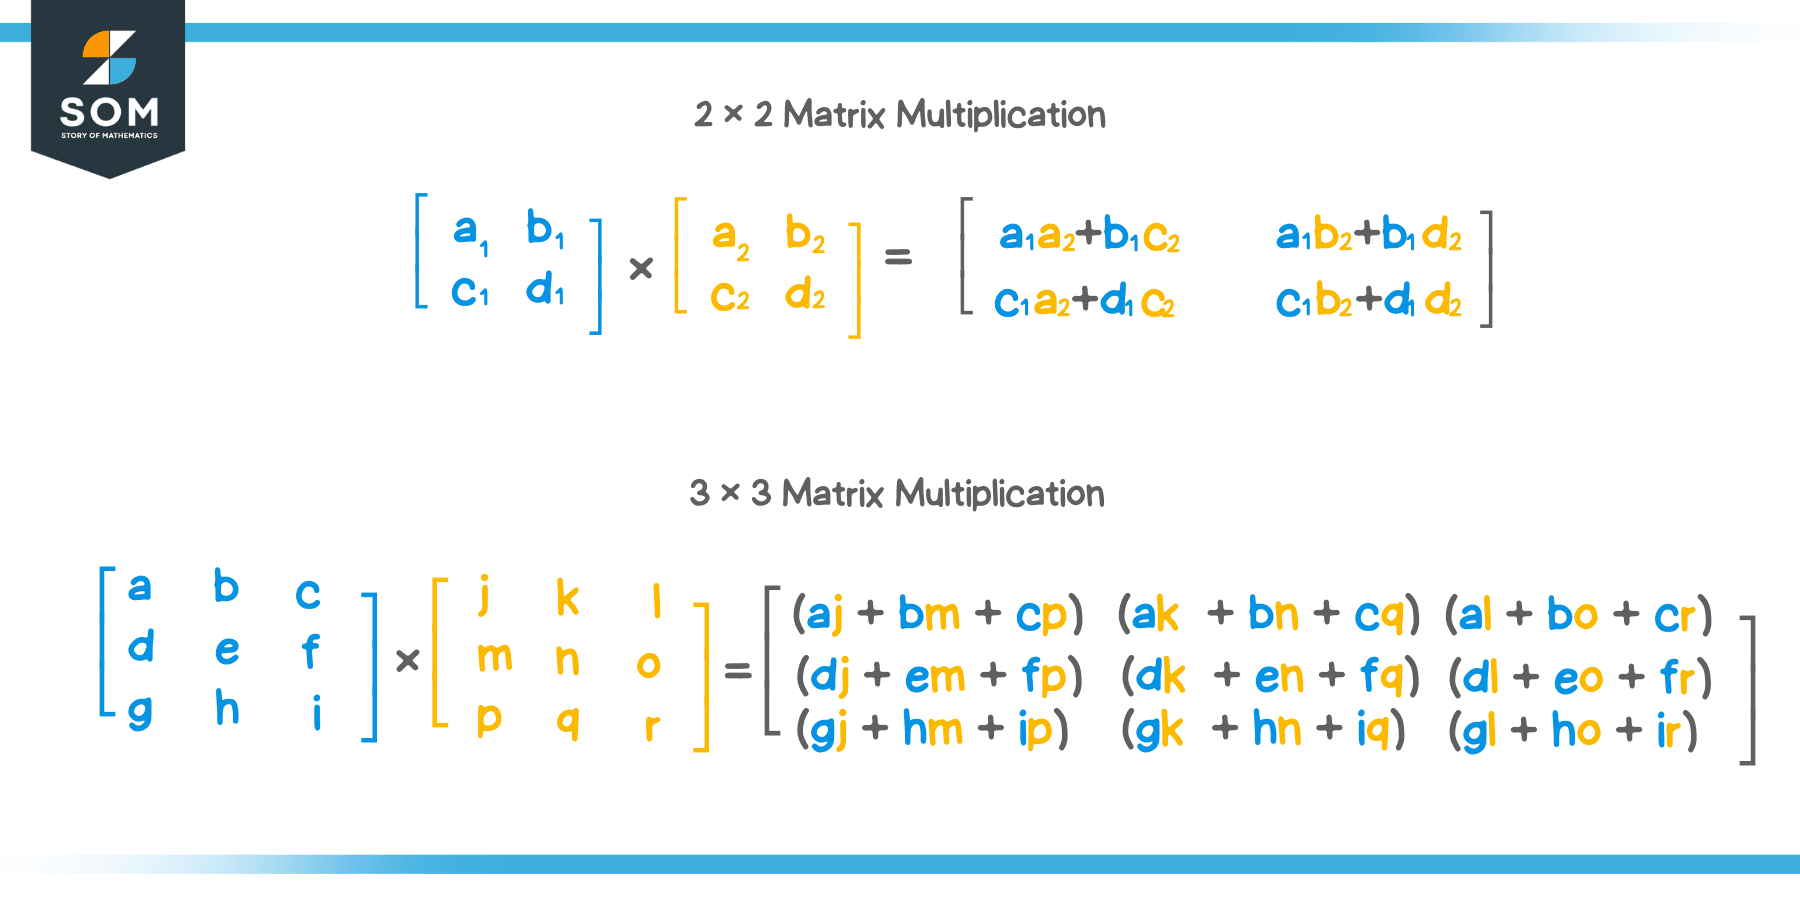 SOM
STORY OF MATHEMATICS
2 × 2 Matrix Multiplication
[a₁ b₁] × [a₂ b₂] = [a₁a₂+b₁c₂ a₁b₂+b₁d₂]
[c₁ d₁] [c₂ d₂] [c₁a₂+d₁c₂ c₁b₂+d₁d₂]
3 × 3 Matrix Multiplication
[a b c] [j k l] [(aj + bm + cp) (ak + bn + cq) (al + bo + cr)]
[d e f] × [m n o] = [(dj + em + fp) (dk + en + fq) (dl + eo + fr)]
[g h i] [p q r] [(gj + hm + ip) (gk + hn + iq) (gl + ho + ir)]